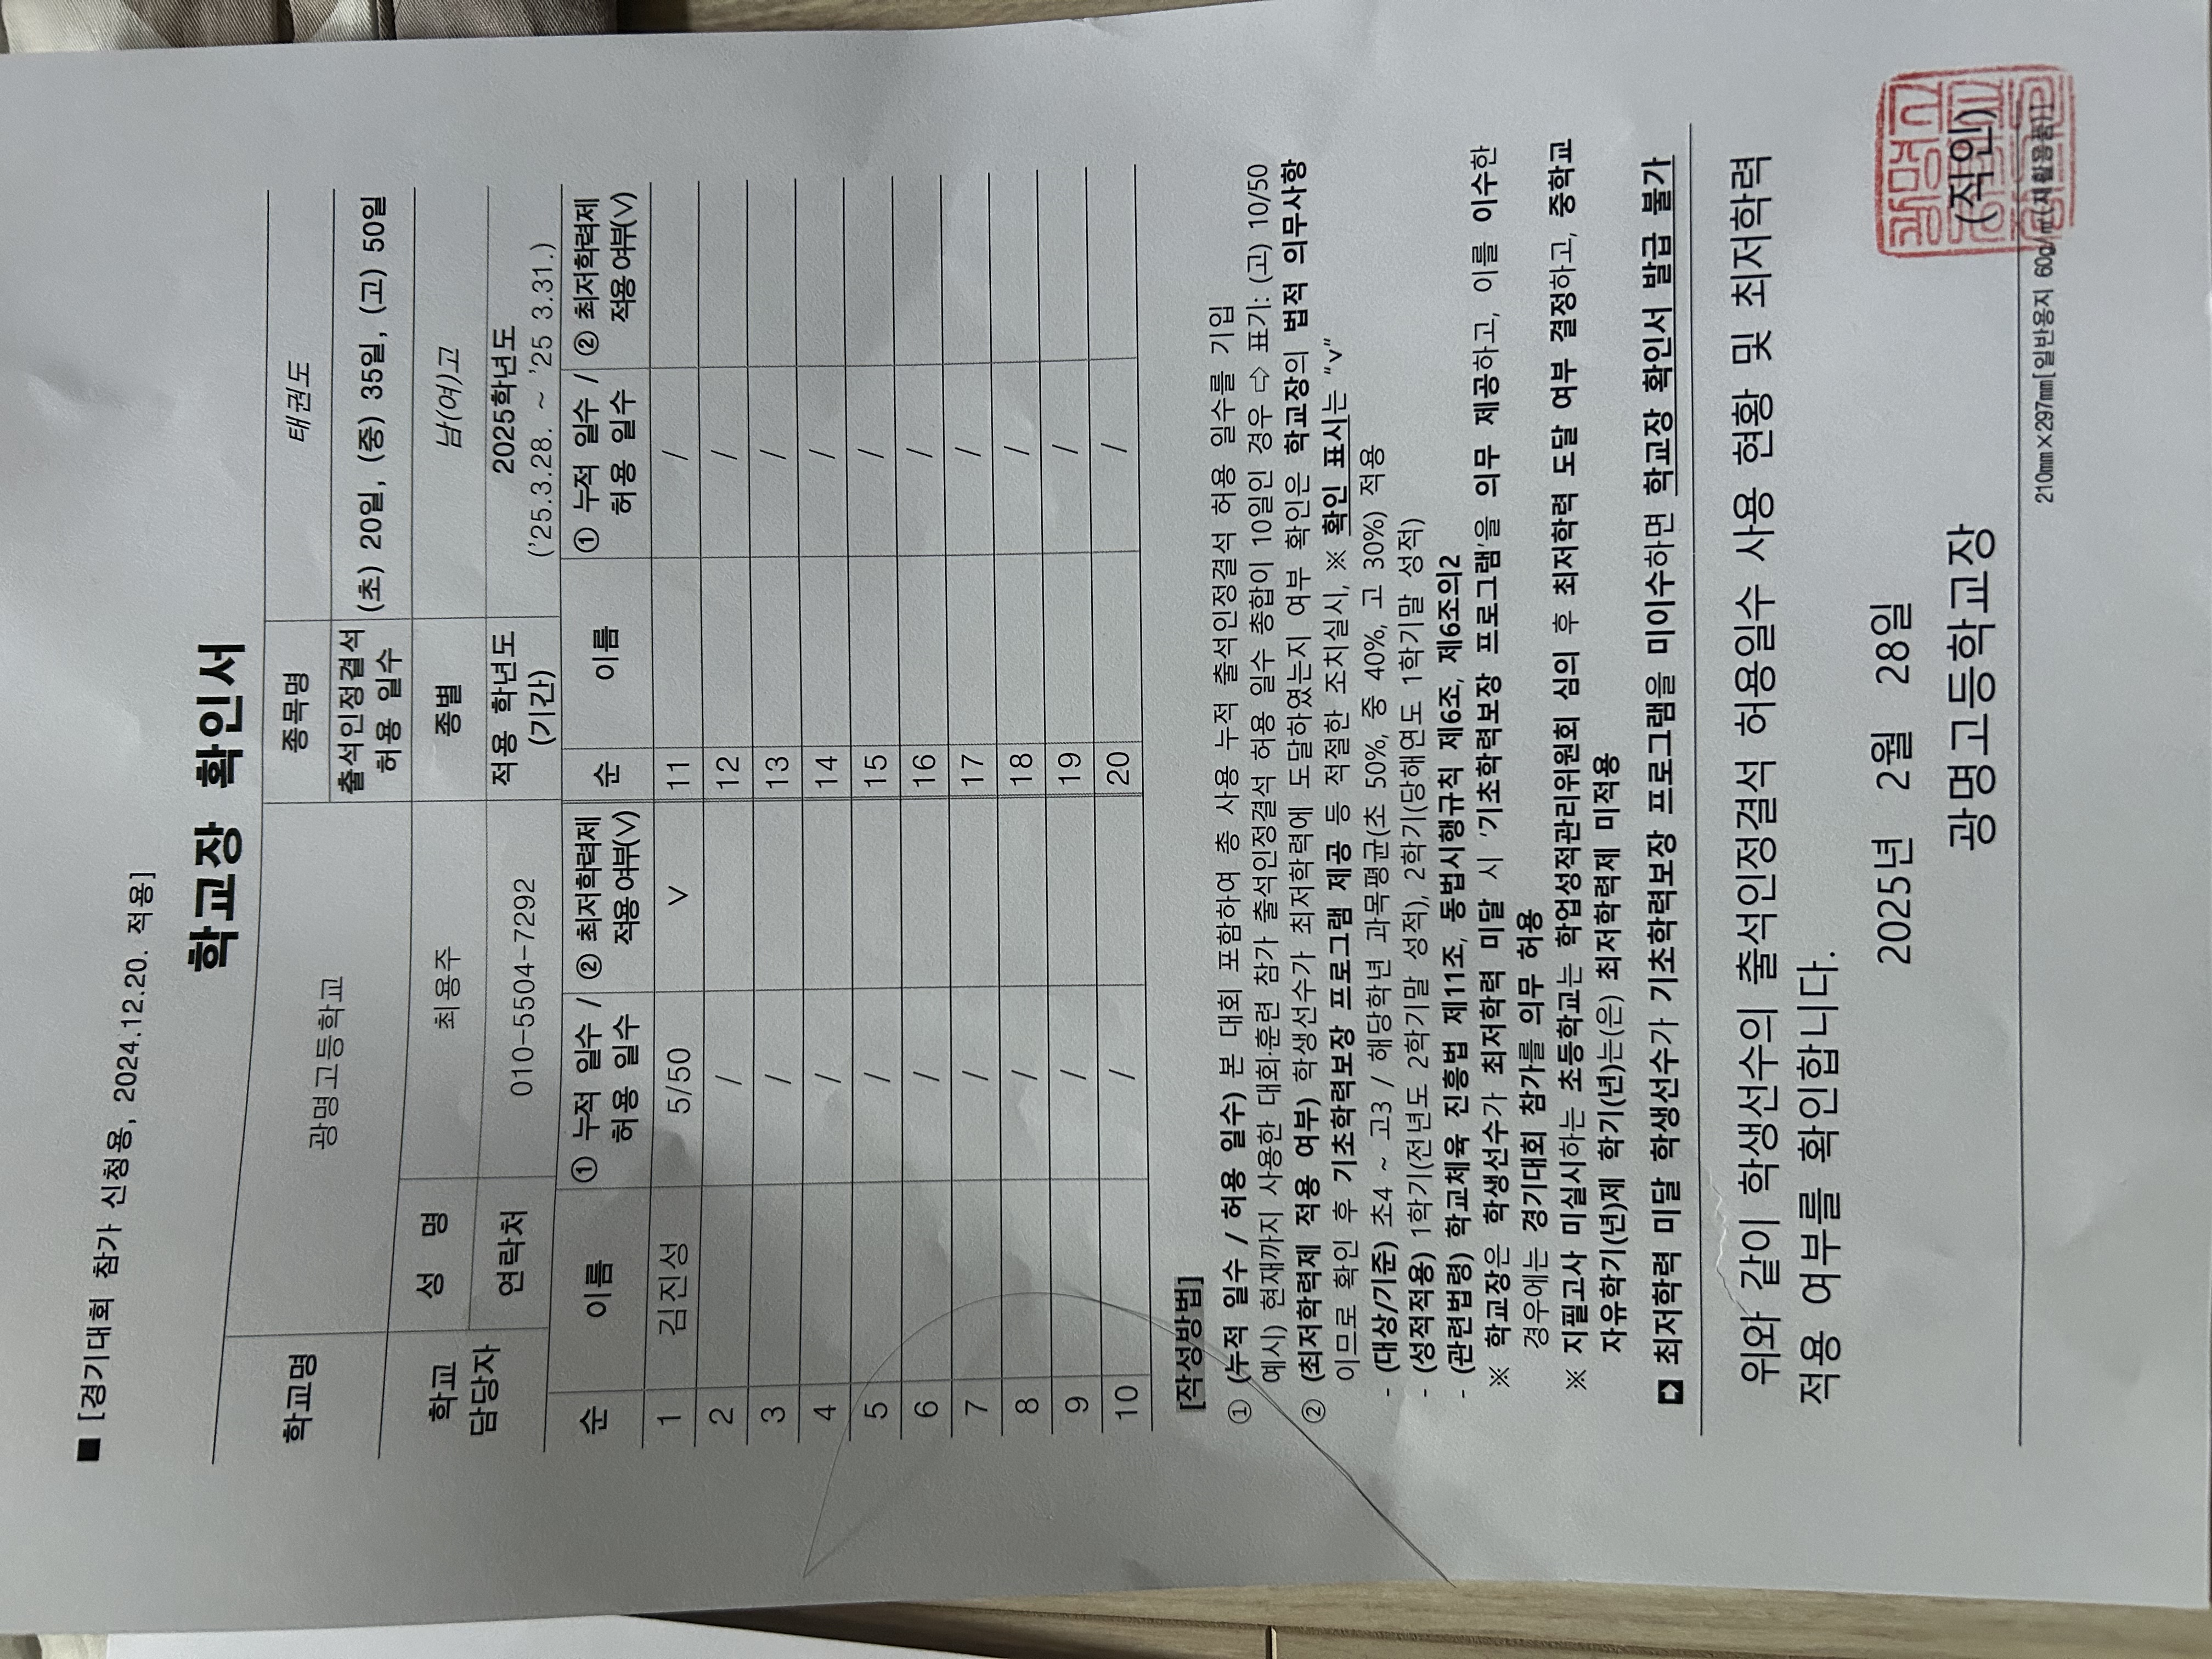 ■ [경기대회 참가 신청용, 2024.12.20. 적용]
학교장 확인서
학교명 광명고등학교 종목명 태권도
출석인정결석 허용 일수 (초) 20일, (중) 35일, (고) 50일
학교 담당자 성 명 최용주 종별 남(여)고
연락처 010-5504-7292 적용 학년도 (기간) 2025학년도 ('25.3.28. ~ '25 3.31.)
순 이름 ① 누적 일수 / 허용 일수 ② 최저학력제 적용 여부(∨) 순 이름 ① 누적 일수 / 허용 일수 ② 최저학력제 적용 여부(∨)
1 김진성 5/50 ∨ 11 /
2 / 12 /
3 / 13 /
4 / 14 /
5 / 15 /
6 / 16 /
7 / 17 /
8 / 18 /
9 / 19 /
10 / 20 /
[작성방법]
① (누적 일수 / 허용 일수) 본 대회 포함하여 총 사용 누적 출석인정결석 허용 일수를 기입
예시) 현재까지 사용한 대회·훈련 참가 출석인정결석 허용 일수 총합이 10일인 경우 ⇨ 표기: (고) 10/50
② (최저학력제 적용 여부) 학생선수가 최저학력에 도달하였는지 여부 확인은 학교장의 법적 의무사항
이므로 확인 후 기초학력보장 프로그램 제공 등 적절한 조치실시, ※ 확인 표시는 "v"
- (대상/기준) 초4 ~ 고3 / 해당학년 과목평균(초 50%, 중 40%, 고 30%) 적용
- (성적적용) 1학기(전년도 2학기말 성적), 2학기(당해연도 1학기말 성적)
- (관련법령) 학교체육 진흥법 제11조, 동법시행규칙 제6조, 제6조의2
※ 학교장은 학생선수가 최저학력 미달 시 '기초학력보장 프로그램'을 의무 제공하고, 이를 이수한
경우에는 경기대회 참가를 의무 허용
※ 지필고사 미실시하는 초등학교는 학업성적관리위원회 심의 후 최저학력 도달 여부 결정하고, 중학교
자유학기(년)제 학기(년)는(은) 최저학력제 미적용
최저학력 미달 학생선수가 기초학력보장 프로그램을 미이수하면 학교장 확인서 발급 불가
위와 같이 학생선수의 출석인정결석 허용일수 사용 현황 및 최저학력
적용 여부를 확인합니다.
2025년 2월 28일
광명고등학교장 (직인)
210㎜×297㎜[일반용지 60g/㎡(재활용품)]